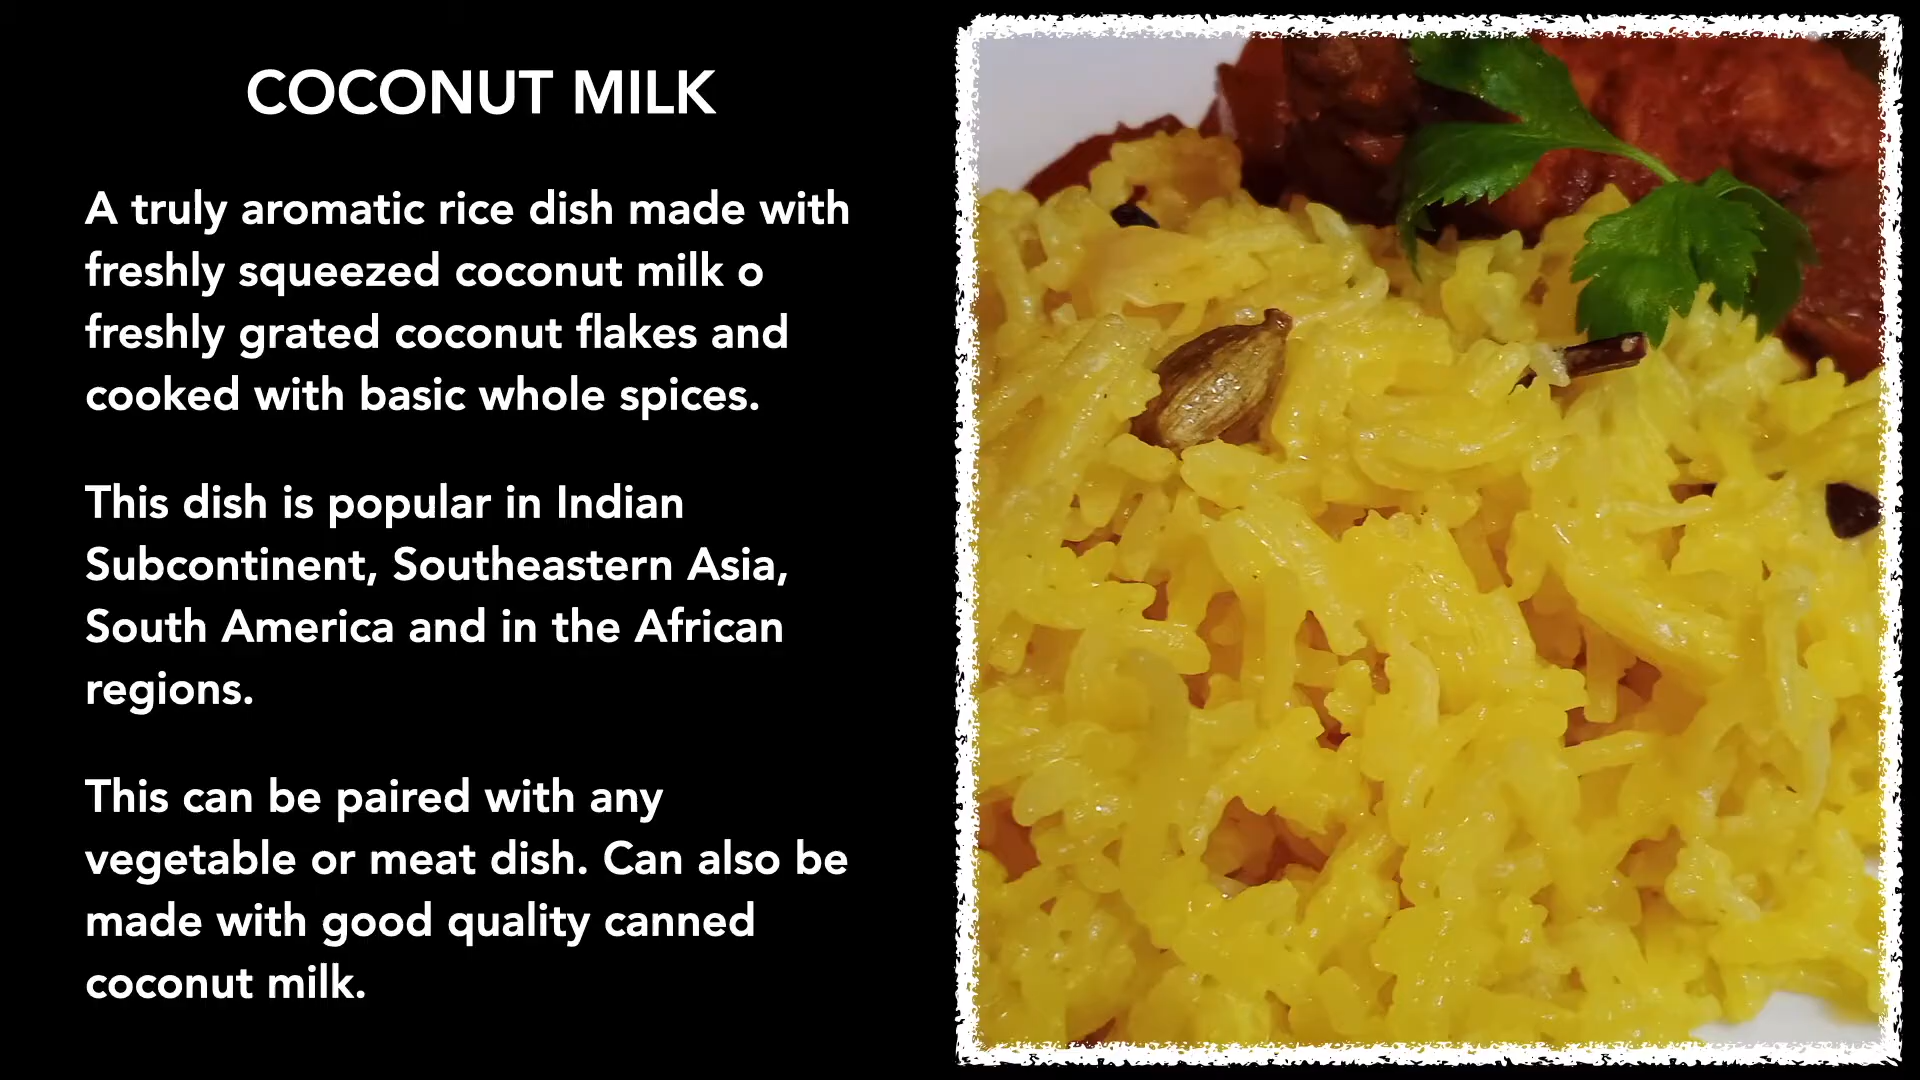 COCONUT MILK
A truly aromatic rice dish made with
freshly squeezed coconut milk o
freshly grated coconut flakes and
cooked with basic whole spices.
This dish is popular in Indian
Subcontinent, Southeastern Asia,
South America and in the African
regions.
This can be paired with any
vegetable or meat dish. Can also be
made with good quality canned
coconut milk.